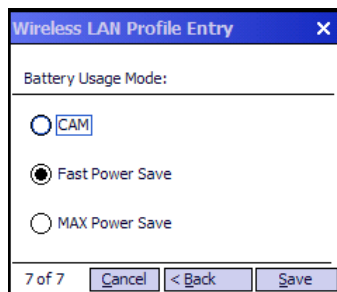 Wireless LAN Profile Entry X
Battery Usage Mode:
CAM
Fast Power Save
MAX Power Save
7 of 7 Cancel < Back Save